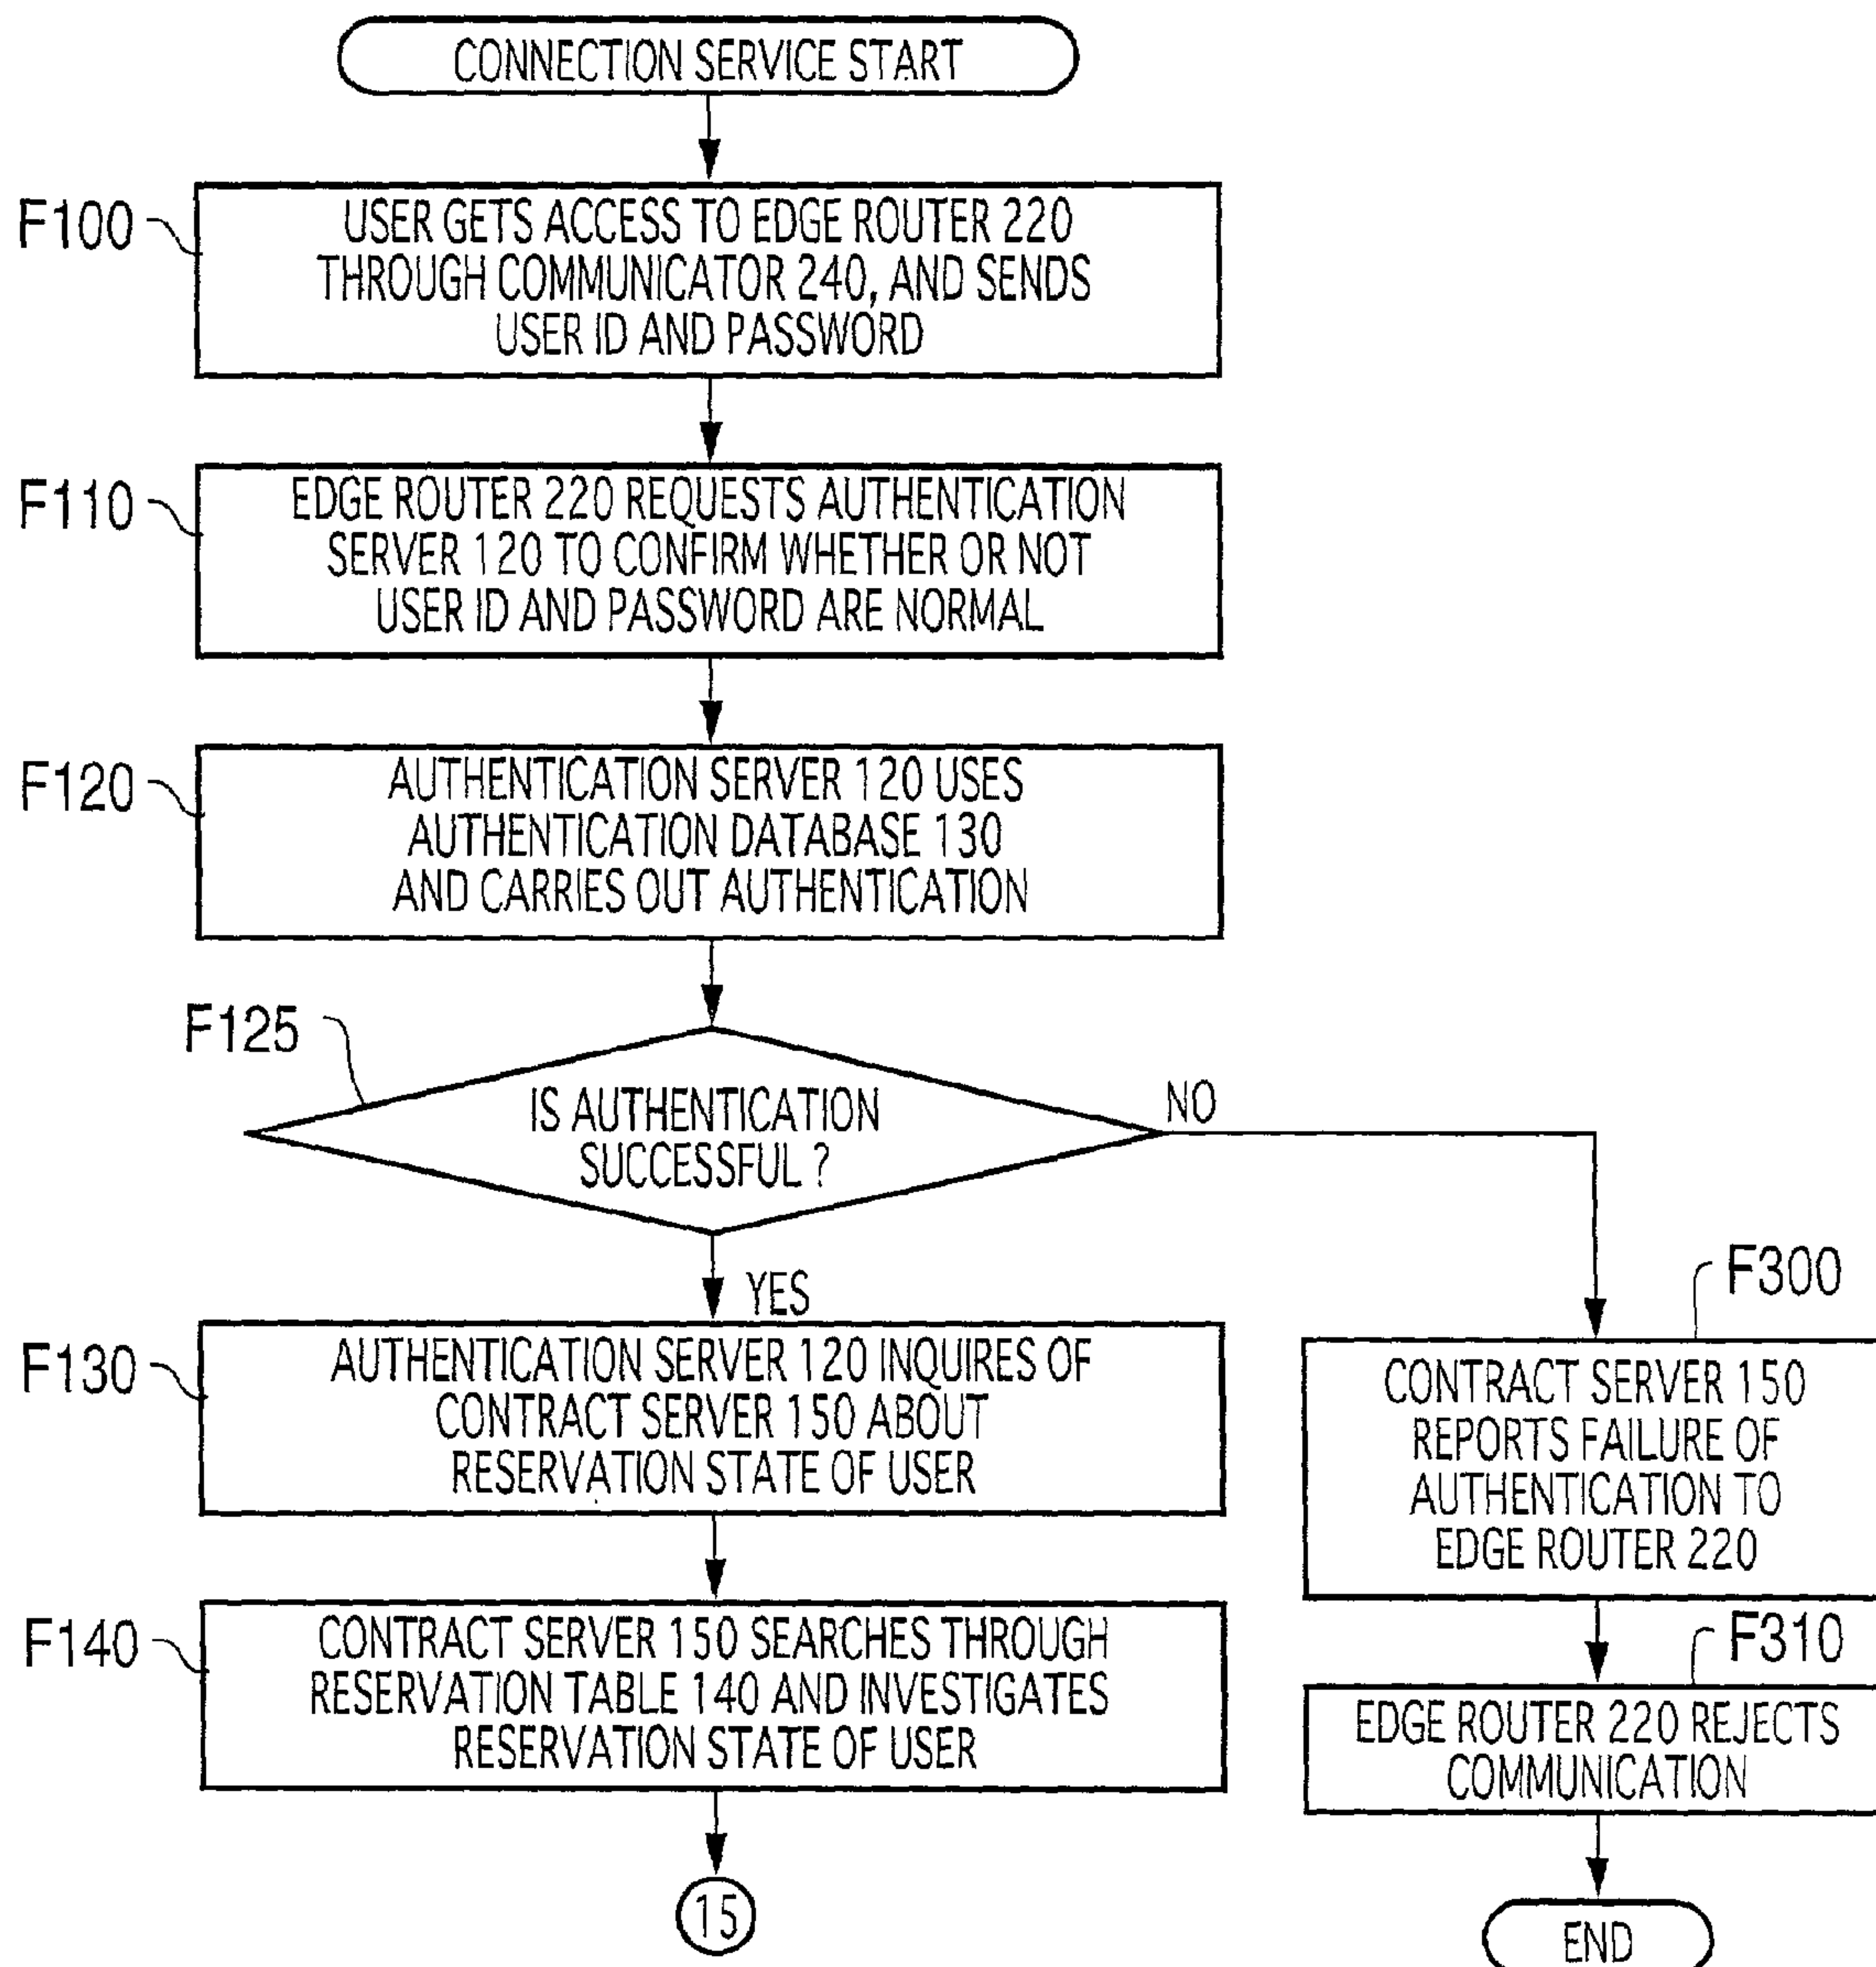 CONNECTION SERVICE START
F100
USER GETS ACCESS TO EDGE ROUTER 220
THROUGH COMMUNICATOR 240, AND SENDS
USER ID AND PASSWORD
F110
EDGE ROUTER 220 REQUESTS AUTHENTICATION
SERVER 120 TO CONFIRM WHETHER OR NOT
USER ID AND PASSWORD ARE NORMAL
F120
AUTHENTICATION SERVER 120 USES
AUTHENTICATION DATABASE 130
AND CARRIES OUT AUTHENTICATION
F125
IS AUTHENTICATION
SUCCESSFUL ?
NO
YES
F130
AUTHENTICATION SERVER 120 INQUIRES OF
CONTRACT SERVER 150 ABOUT
RESERVATION STATE OF USER
F140
CONTRACT SERVER 150 SEARCHES THROUGH
RESERVATION TABLE 140 AND INVESTIGATES
RESERVATION STATE OF USER
15
F300
CONTRACT SERVER 150
REPORTS FAILURE OF
AUTHENTICATION TO
EDGE ROUTER 220
F310
EDGE ROUTER 220 REJECTS
COMMUNICATION
END